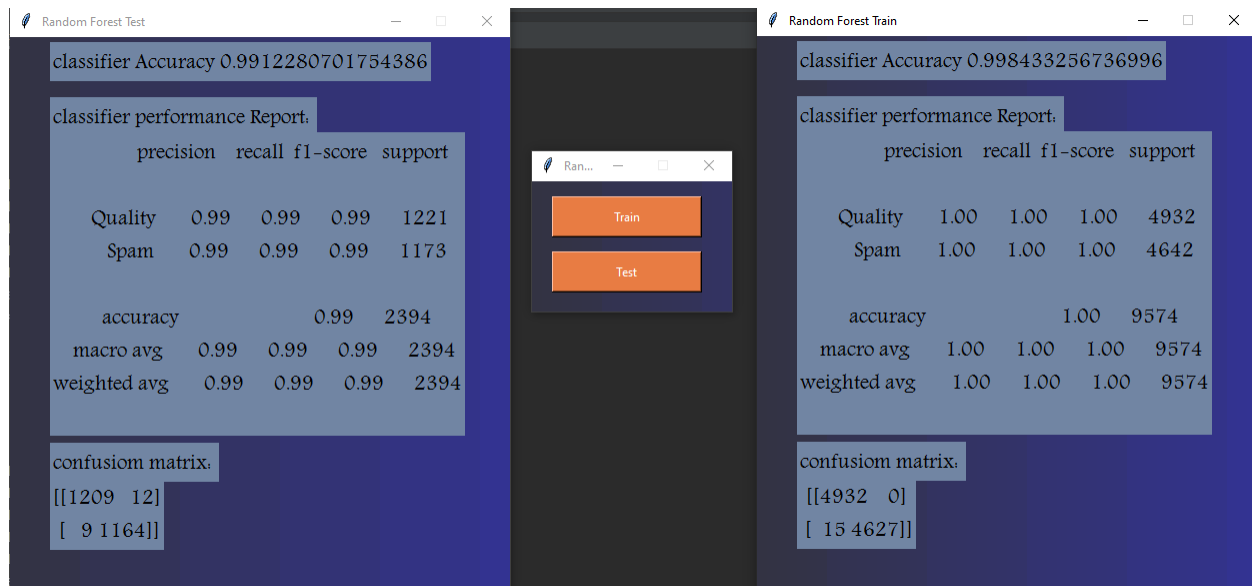 Random Forest Test
classifier Accuracy 0.9912280701754386
classifier performance Report:
precision recall f1-score support
Quality 0.99 0.99 0.99 1221
Spam 0.99 0.99 0.99 1173
accuracy 0.99 2394
macro avg 0.99 0.99 0.99 2394
weighted avg 0.99 0.99 0.99 2394
confusiom matrix:
[[1209 12]
[ 9 1164]]
Ran...
Train
Test
Random Forest Train
classifier Accuracy 0.998433256736996
classifier performance Report:
precision recall f1-score support
Quality 1.00 1.00 1.00 4932
Spam 1.00 1.00 1.00 4642
accuracy 1.00 9574
macro avg 1.00 1.00 1.00 9574
weighted avg 1.00 1.00 1.00 9574
confusiom matrix:
[[4932 0]
[ 15 4627]]